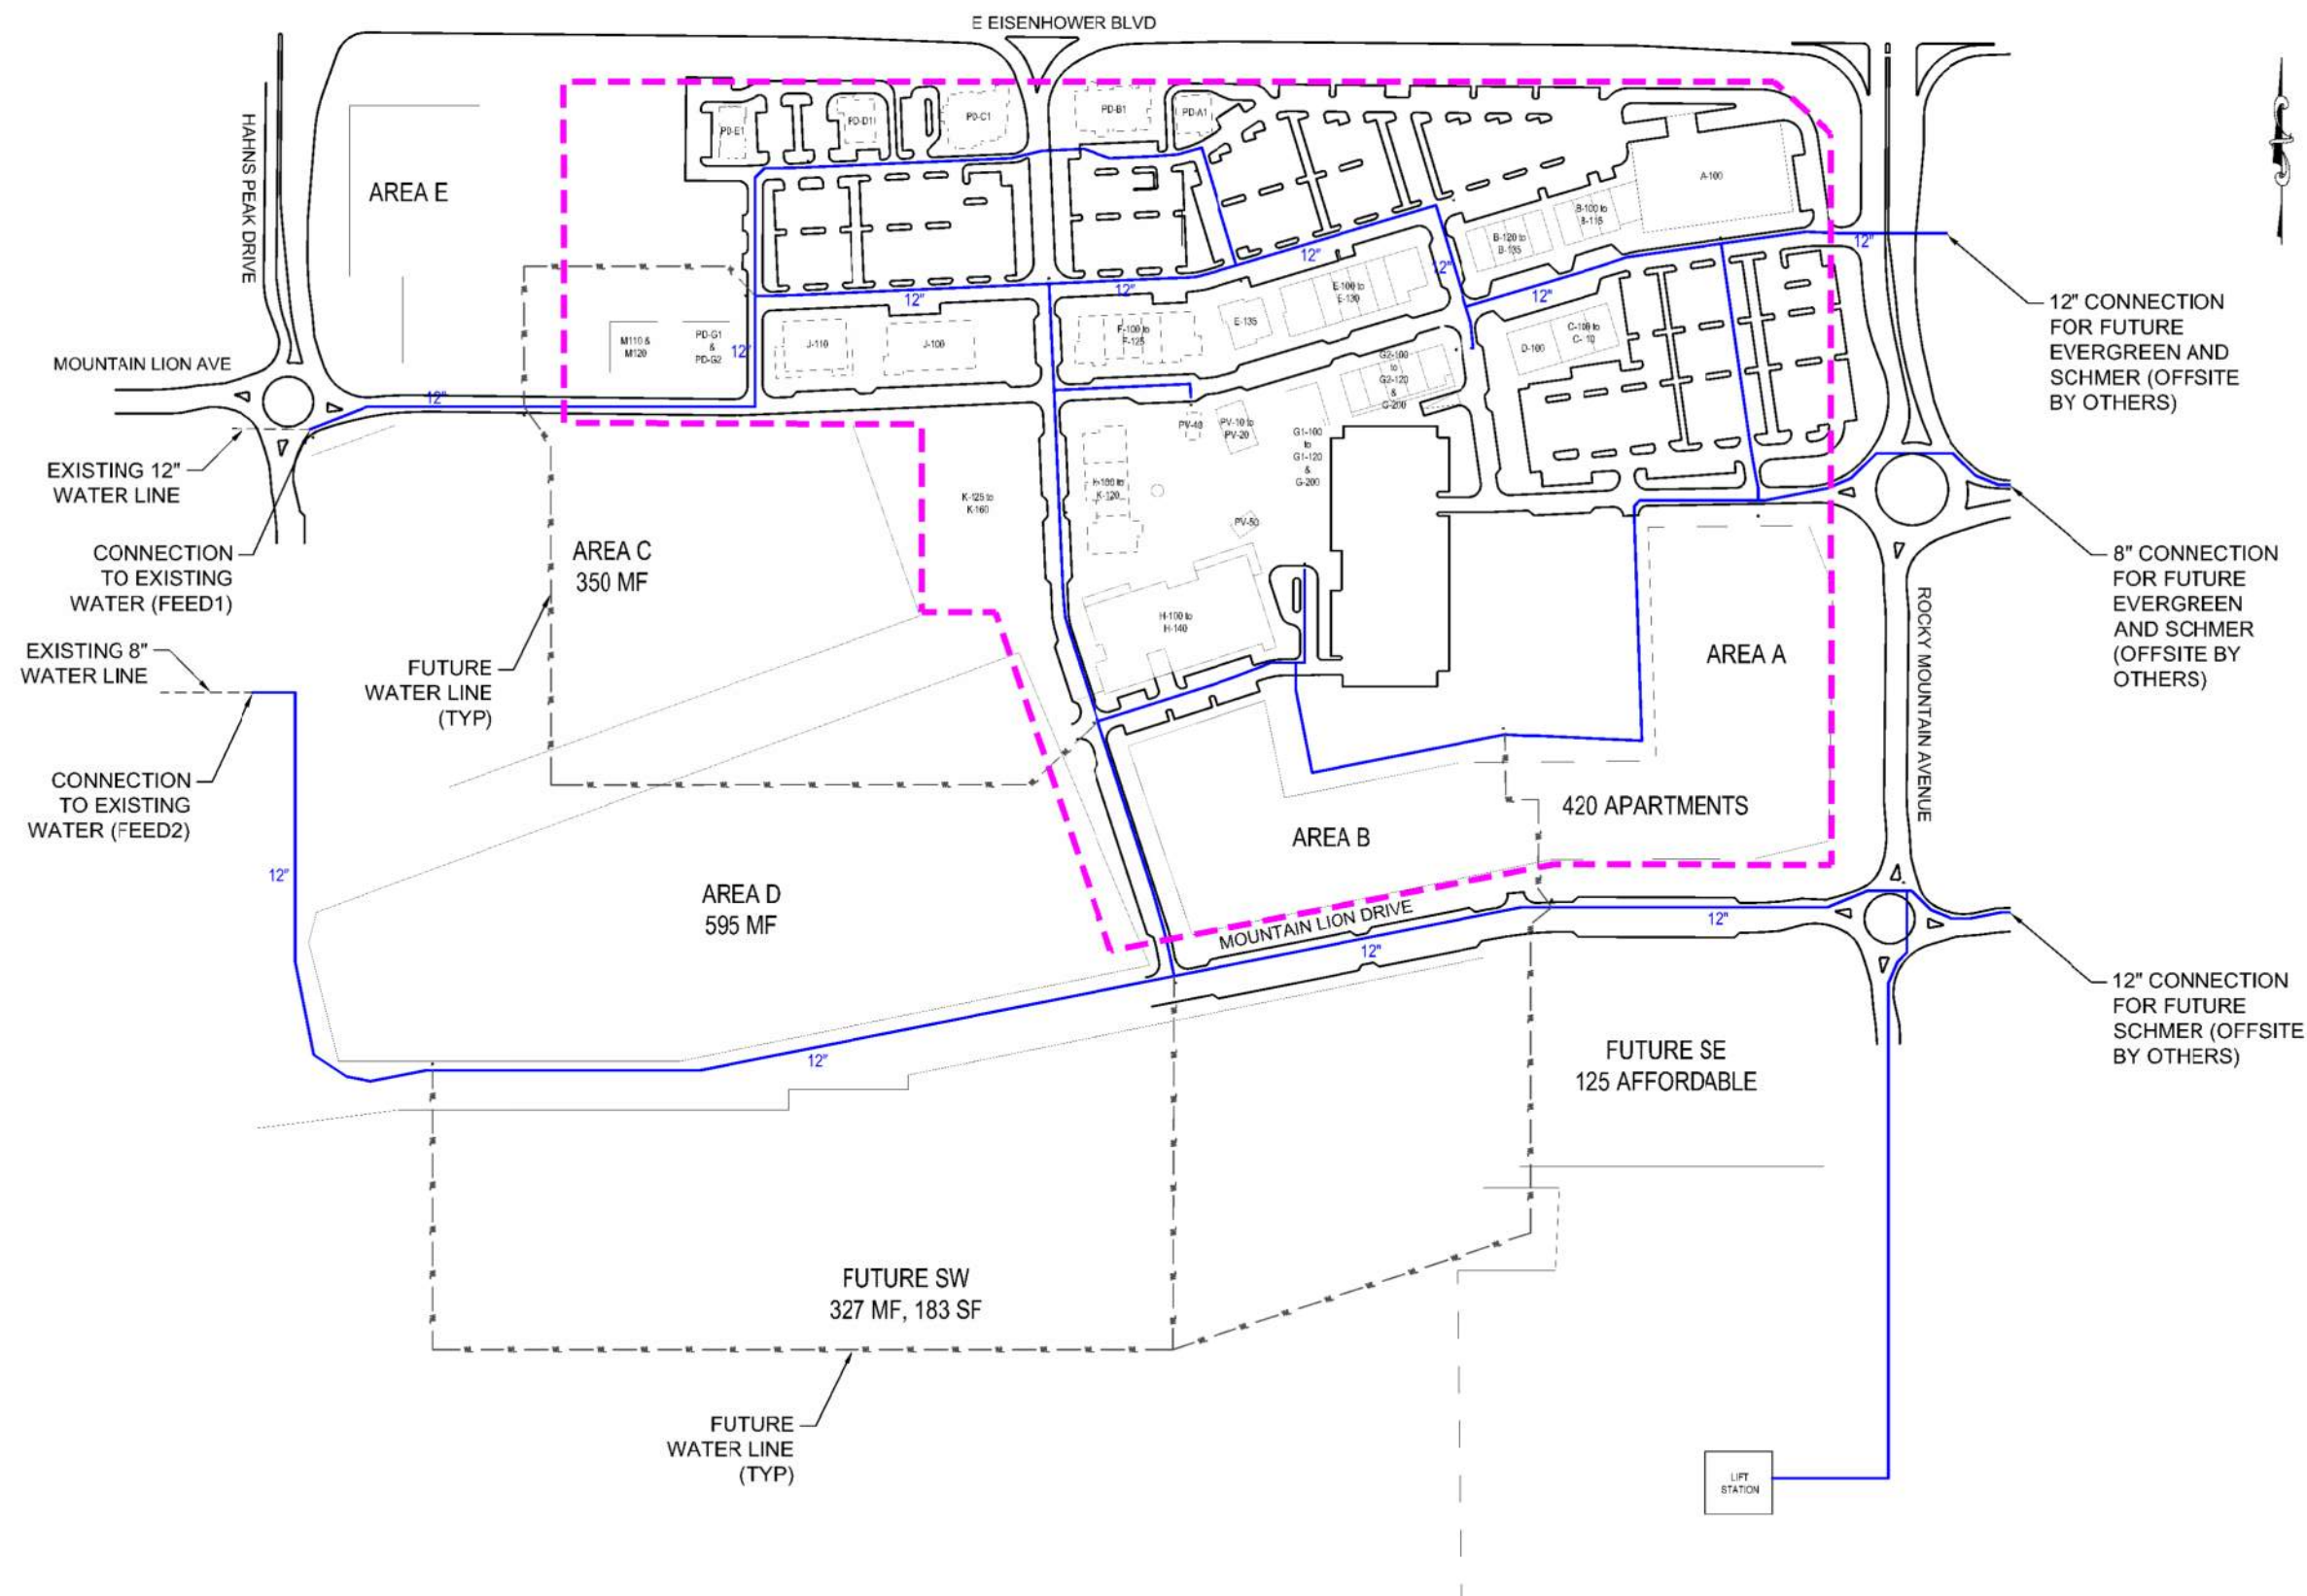 E EISENHOWER BLVD
HAHNS PEAK DRIVE
AREA E
PD-E1
PD-D1
PD-C1
PD-B1
PD-A1
A-100
B-100 to
B-115
B-120 to
B-135
12"
12"
12"
12"
12"
12"
12"
12" CONNECTION
FOR FUTURE
EVERGREEN AND
SCHMER (OFFSITE
BY OTHERS)
E-100 to
E-130
E-135
F-100 to
F-125
J-110
J-100
M110 &
M120
PD-G1
&
PD-G2
C-100 to
D-100
G2-100
to
G2-120
&
G-200
MOUNTAIN LION AVE
12"
EXISTING 12"
WATER LINE
CONNECTION
TO EXISTING
WATER (FEED1)
PV-40
PV-10 to
PV-20
G1-100
to
G1-120
&
G-200
K-125 to
K-160
K-120
PV-50
AREA C
350 MF
H-100 to
H-140
8" CONNECTION
FOR FUTURE
EVERGREEN
AND SCHMER
(OFFSITE BY
OTHERS)
ROCKY MOUNTAIN AVENUE
EXISTING 8"
WATER LINE
FUTURE
WATER LINE
(TYP)
AREA A
CONNECTION
TO EXISTING
WATER (FEED2)
420 APARTMENTS
AREA B
12"
AREA D
595 MF
MOUNTAIN LION DRIVE
12"
12"
12"
12" CONNECTION
FOR FUTURE
SCHMER (OFFSITE
BY OTHERS)
FUTURE SE
125 AFFORDABLE
FUTURE SW
327 MF, 183 SF
FUTURE
WATER LINE
(TYP)
LIFT
STATION